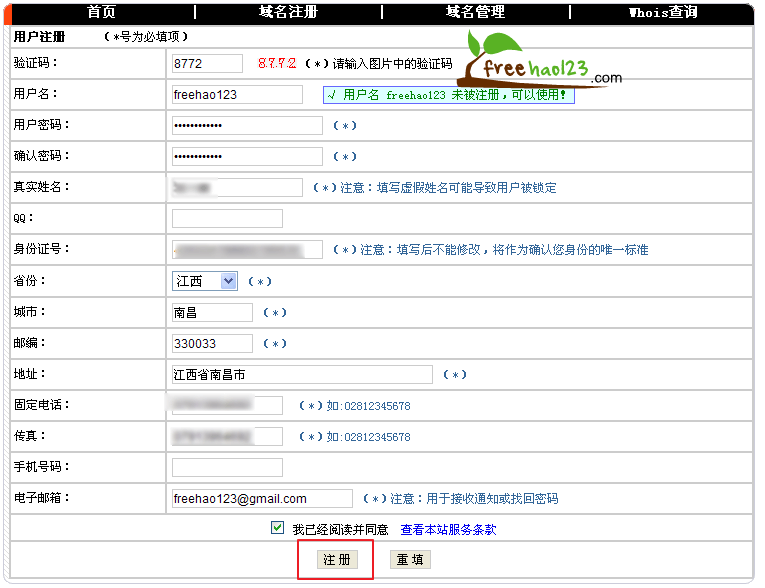 首页 域名注册 域名管理 Whois查询
用户注册 (*号为必填项)
freehao123.com
验证码: 8772 8772 (*)请输入图片中的验证码
用户名: freehao123 √ 用户名 freehao123 未被注册,可以使用!
用户密码: •••••••••••• (*)
确认密码: •••••••••••• (*)
真实姓名: (*)注意:填写虚假姓名可能导致用户被锁定
QQ:
身份证号: (*)注意:填写后不能修改,将作为确认您身份的唯一标准
省份: 江西 (*)
城市: 南昌 (*)
邮编: 330033 (*)
地址: 江西省南昌市 (*)
固定电话: (*)如:02812345678
传真: (*)如:02812345678
手机号码:
电子邮箱: freehao123@gmail.com (*)注意:用于接收通知或找回密码
我已经阅读并同意 查看本站服务条款
注册 重填